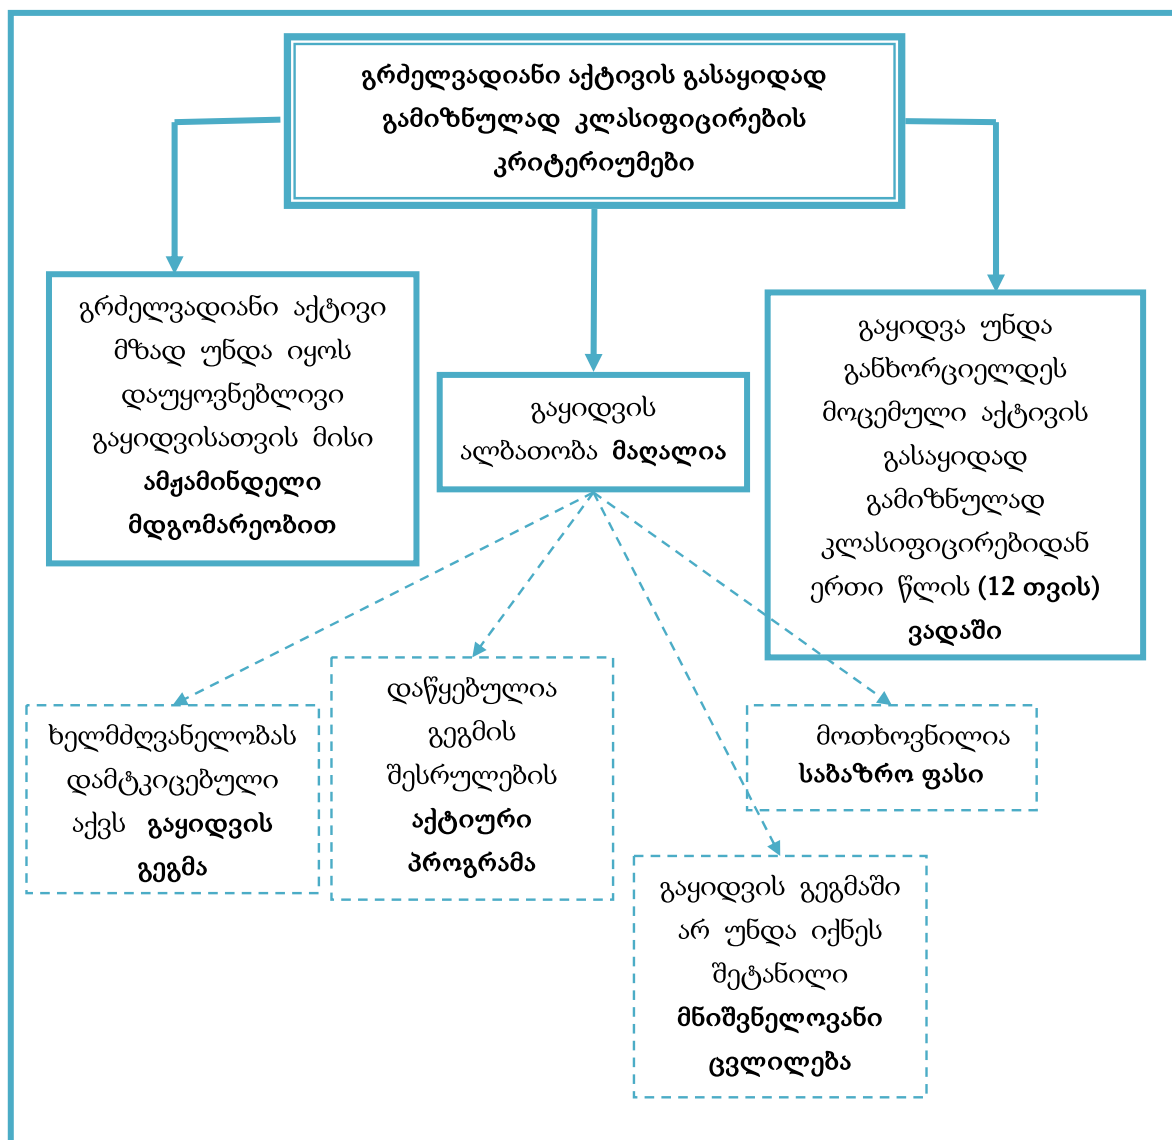 გრძელვადიანი აქტივის გასაყიდად
გამიზნულად კლასიფიცირების
კრიტერიუმები
გრძელვადიანი აქტივი
მზად უნდა იყოს
დაუყოვნებლივი
გაყიდვისათვის მისი
ამჟამინდელი
მდგომარეობით
გაყიდვის
ალბათობა მაღალია
გაყიდვა უნდა
განხორციელდეს
მოცემული აქტივის
გასაყიდად
გამიზნულად
კლასიფიცირებიდან
ერთი წლის (12 თვის)
ვადაში
ხელმძღვანელობას
დამტკიცებული
აქვს გაყიდვის
გეგმა
დაწყებულია
გეგმის
შესრულების
აქტიური
პროგრამა
გაყიდვის გეგმაში
არ უნდა იქნეს
შეტანილი
მნიშვნელოვანი
ცვლილება
მოთხოვნილია
საბაზრო ფასი